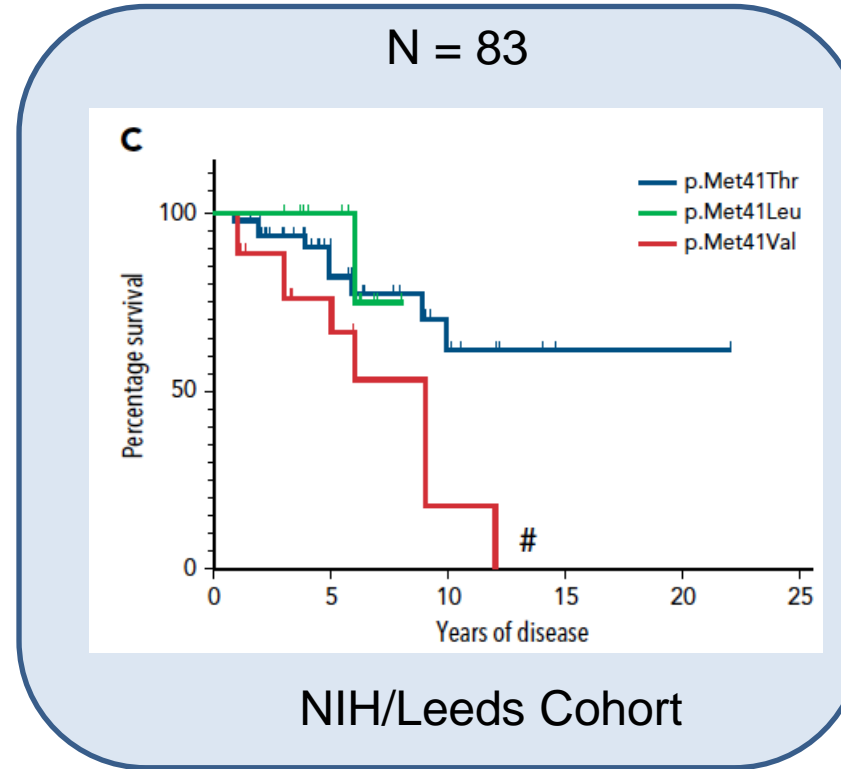 N = 83
C
p.Met41Thr
p.Met41Leu
p.Met41Val
Percentage survival
100
50
0
#
0 5 10 15 20 25
Years of disease
NIH/Leeds Cohort